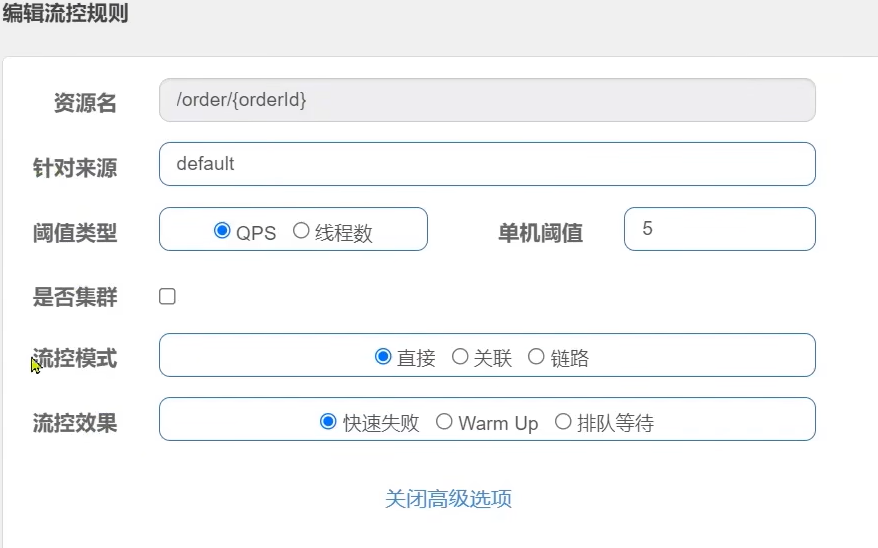 编辑流控规则
资源名 /order/{orderId}
针对来源 default
阈值类型 QPS 线程数 单机阈值 5
是否集群
流控模式 直接 关联 链路
流控效果 快速失败 Warm Up 排队等待
关闭高级选项